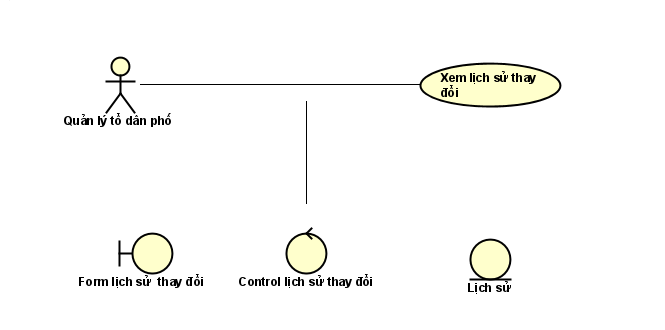 Xem lịch sử thay
đổi
Quản lý tổ dân phố
Form lịch sử thay đổi
Control lịch sử thay đổi
Lịch sử